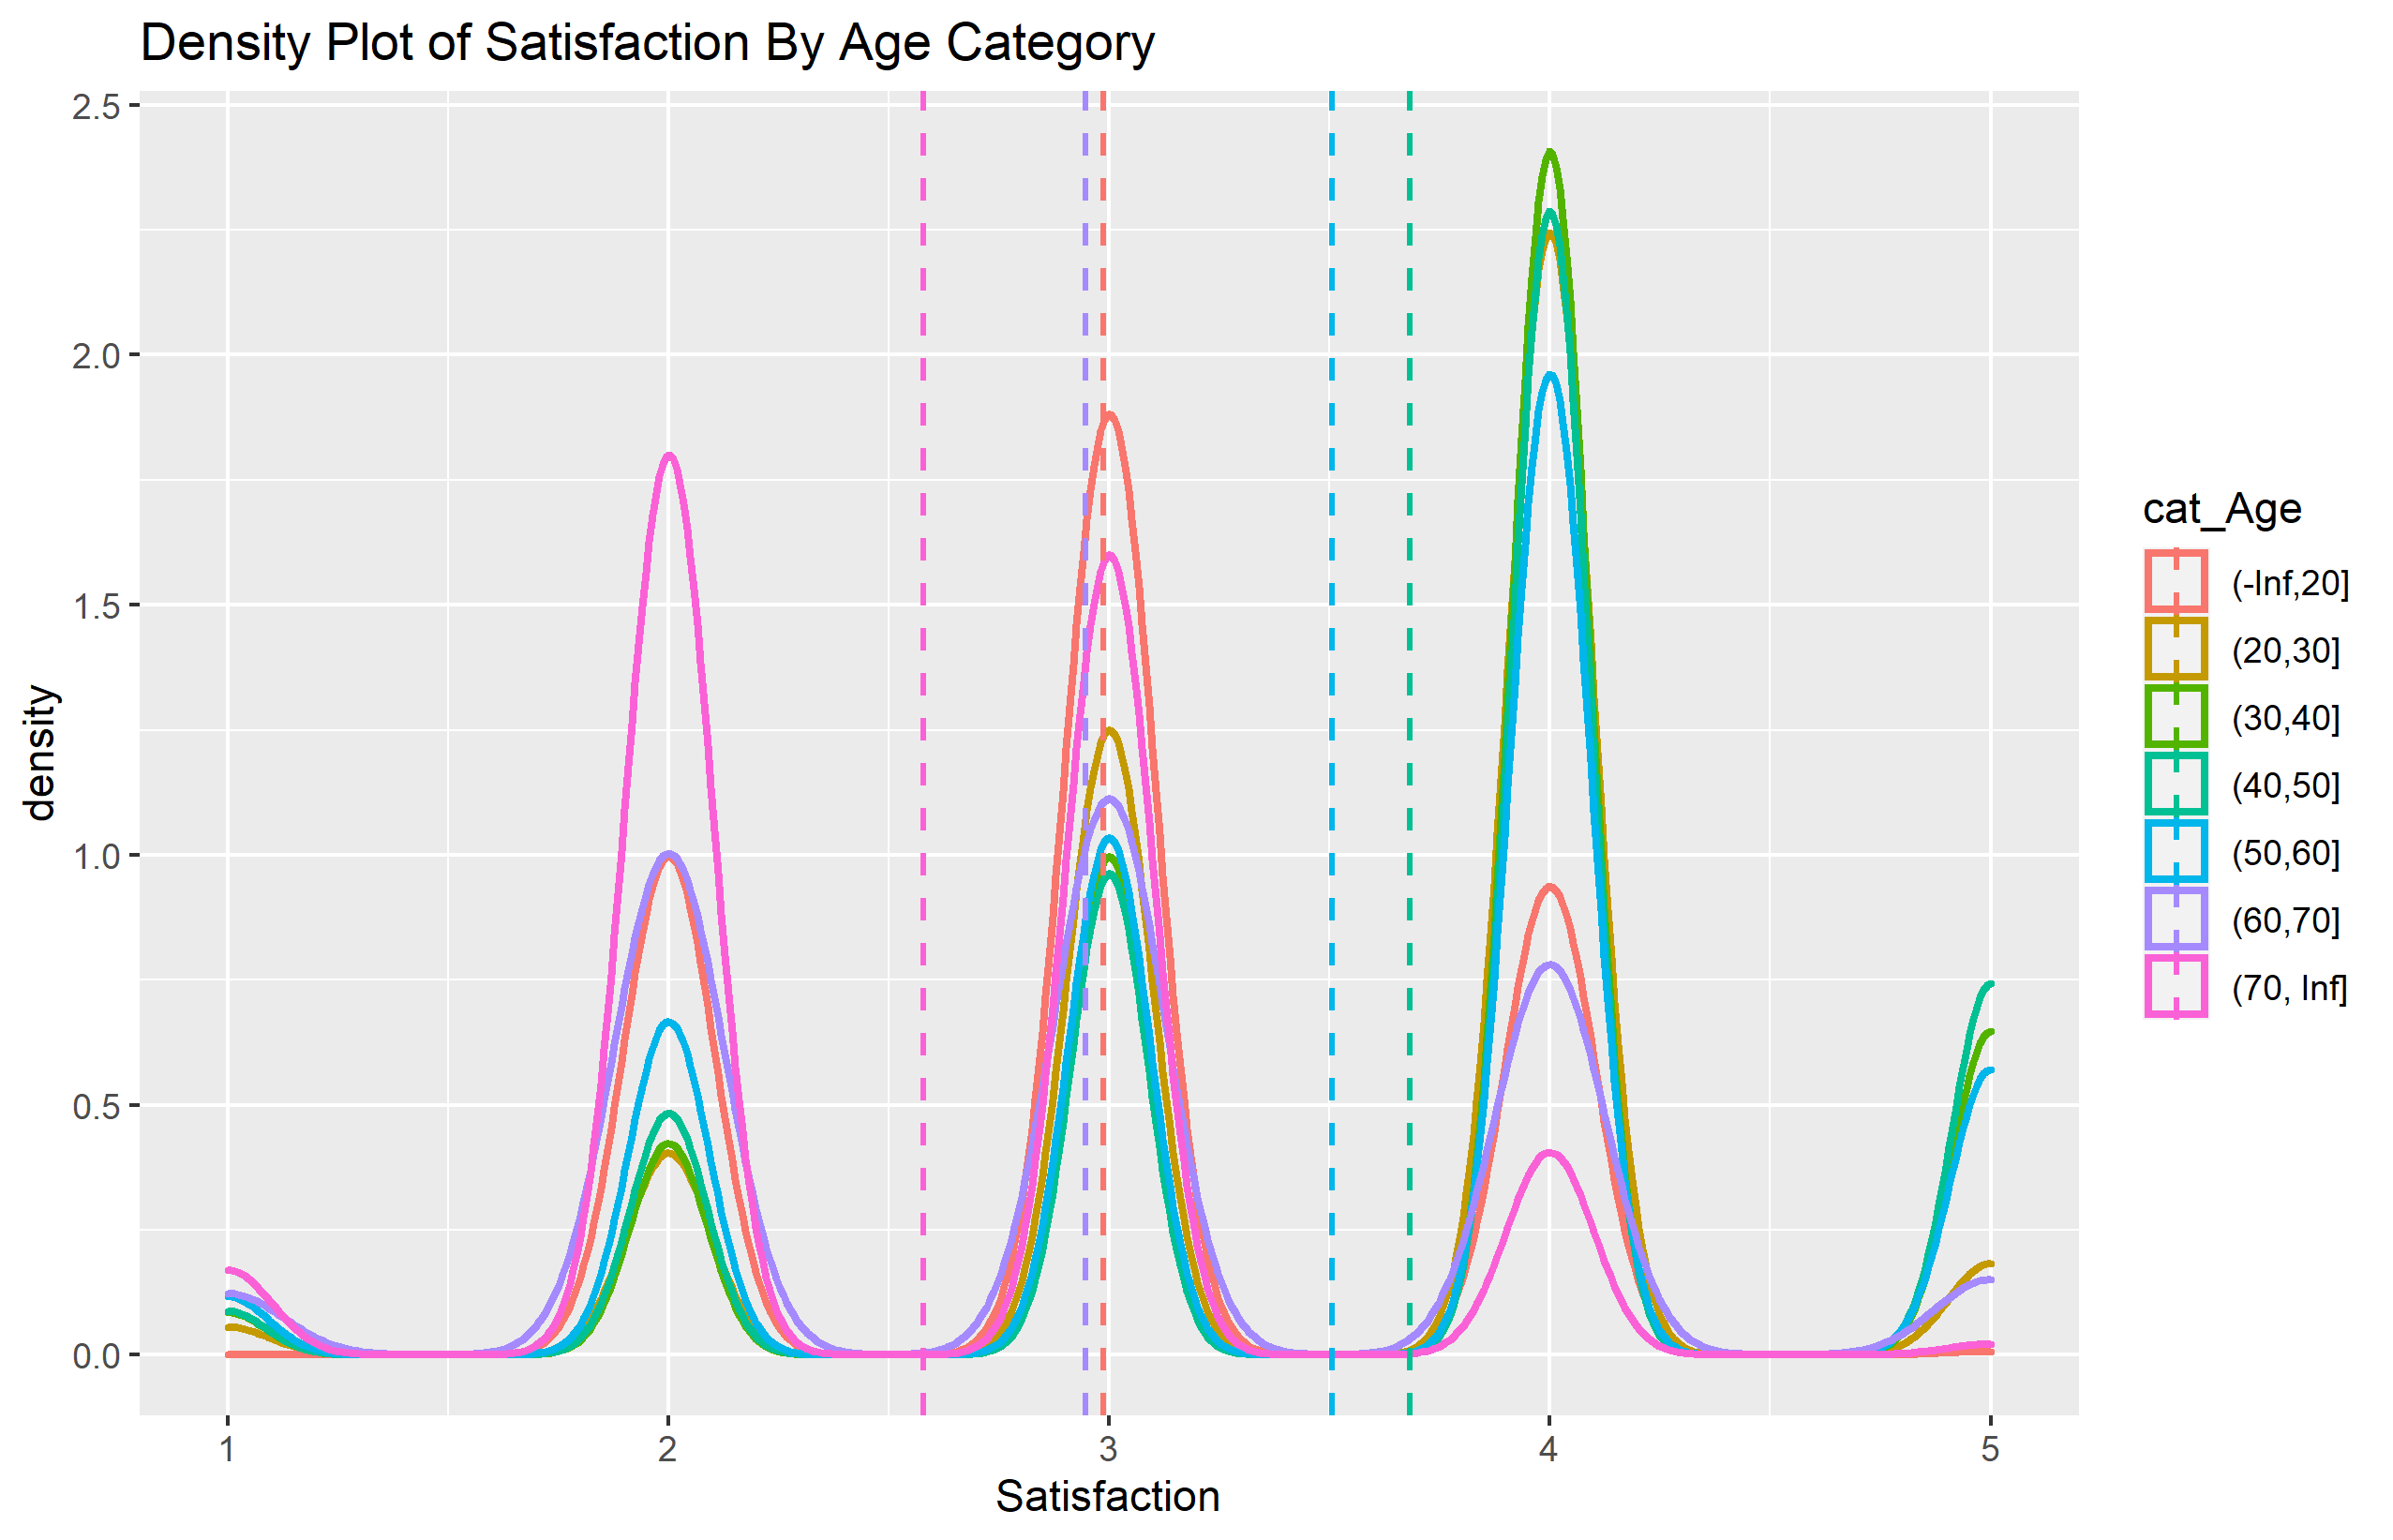 Density Plot of Satisfaction By Age Category
2.5
2.0
1.5
1.0
0.5
0.0
density
1 2 3 4 5
Satisfaction
cat_Age
(-Inf,20]
(20,30]
(30,40]
(40,50]
(50,60]
(60,70]
(70, Inf]